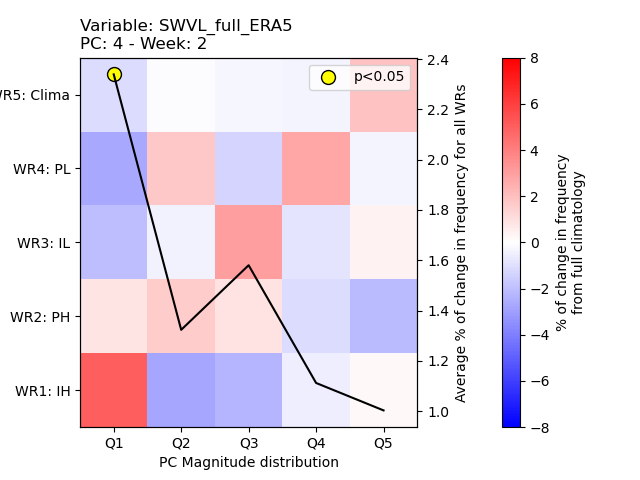 Variable: SWVL_full_ERA5
PC: 4 - Week: 2
p<0.05
WR5: Clima
WR4: PL
WR3: IL
WR2: PH
WR1: IH
Q1 Q2 Q3 Q4 Q5
PC Magnitude distribution
2.4
2.2
2.0
1.8
1.6
1.4
1.2
1.0
Average % of change in frequency for all WRs
8
6
4
2
0
−2
−4
−6
−8
% of change in frequency
from full climatology